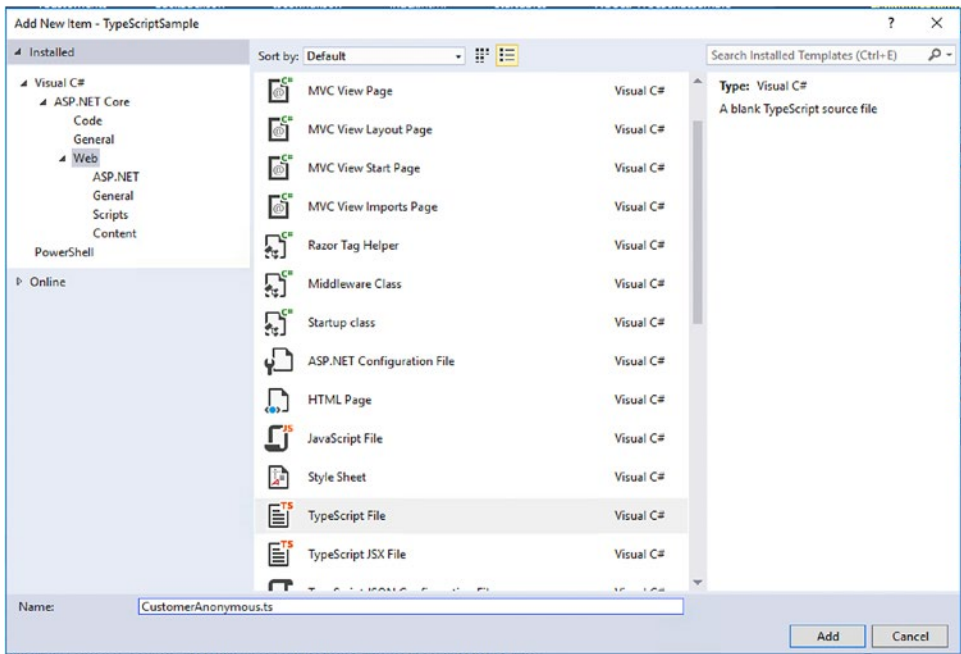 Add New Item - TypeScriptSample ? ×
Installed
Visual C#
ASP.NET Core
Code
General
Web
ASP.NET
General
Scripts
Content
PowerShell
Online
Sort by: Default
Search Installed Templates (Ctrl+E)
MVC View Page Visual C#
MVC View Layout Page Visual C#
MVC View Start Page Visual C#
MVC View Imports Page Visual C#
Razor Tag Helper Visual C#
Middleware Class Visual C#
Startup class Visual C#
ASP.NET Configuration File Visual C#
HTML Page Visual C#
JavaScript File Visual C#
Style Sheet Visual C#
TypeScript File Visual C#
TypeScript JSX File Visual C#
Type: Visual C#
A blank TypeScript source file
Name: CustomerAnonymous.ts
Add Cancel